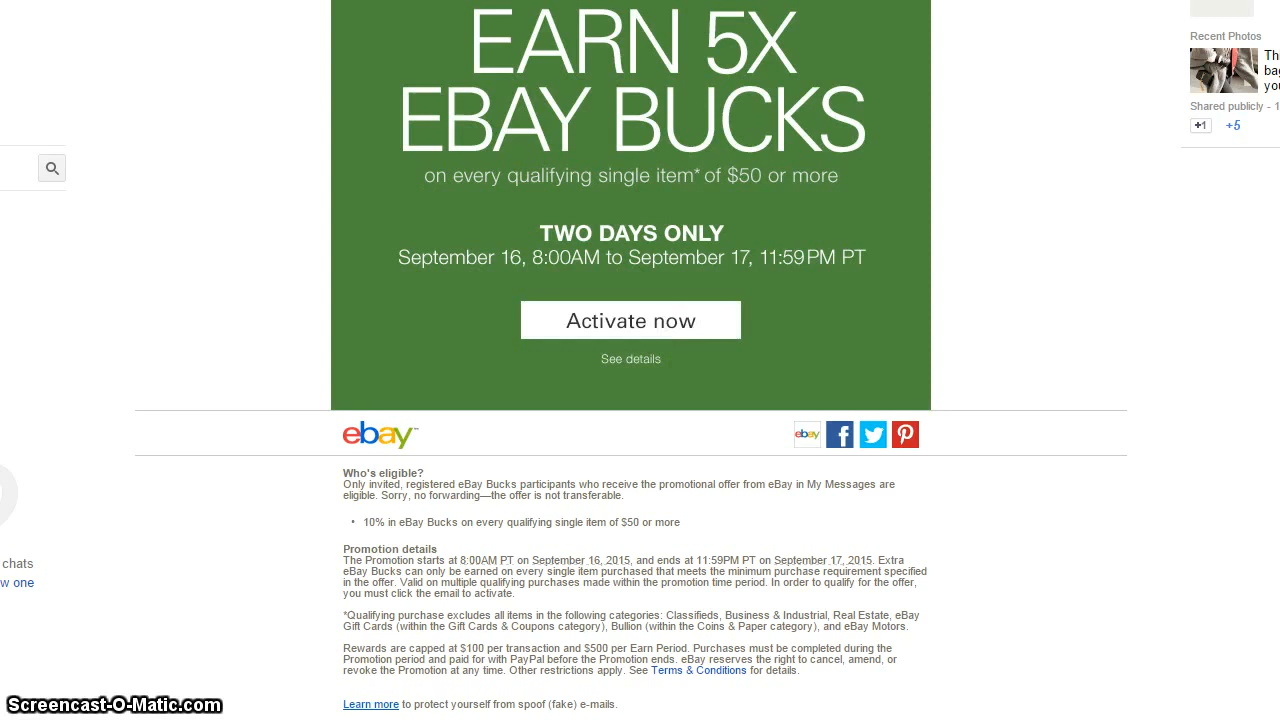 EARN 5X
EBAY BUCKS
on every qualifying single item* of $50 or more
TWO DAYS ONLY
September 16, 8:00AM to September 17, 11:59PM PT
Activate now
See details
ebay™
ebay
Who's eligible?
Only invited, registered eBay Bucks participants who receive the promotional offer from eBay in My Messages are
eligible. Sorry, no forwarding—the offer is not transferable.
• 10% in eBay Bucks on every qualifying single item of $50 or more
Promotion details
The Promotion starts at 8:00AM PT on September 16, 2015, and ends at 11:59PM PT on September 17, 2015. Extra
eBay Bucks can only be earned on every single item purchased that meets the minimum purchase requirement specified
in the offer. Valid on multiple qualifying purchases made within the promotion time period. In order to qualify for the offer,
you must click the email to activate.
*Qualifying purchase excludes all items in the following categories: Classifieds, Business & Industrial, Real Estate, eBay
Gift Cards (within the Gift Cards & Coupons category), Bullion (within the Coins & Paper category), and eBay Motors.
Rewards are capped at $100 per transaction and $500 per Earn Period. Purchases must be completed during the
Promotion period and paid for with PayPal before the Promotion ends. eBay reserves the right to cancel, amend, or
revoke the Promotion at any time. Other restrictions apply. See Terms & Conditions for details.
Learn more to protect yourself from spoof (fake) e-mails.
chats
w one
Recent Photos
Thi
bag
you
Shared publicly - 1
+1
+5
Screencast-O-Matic.com